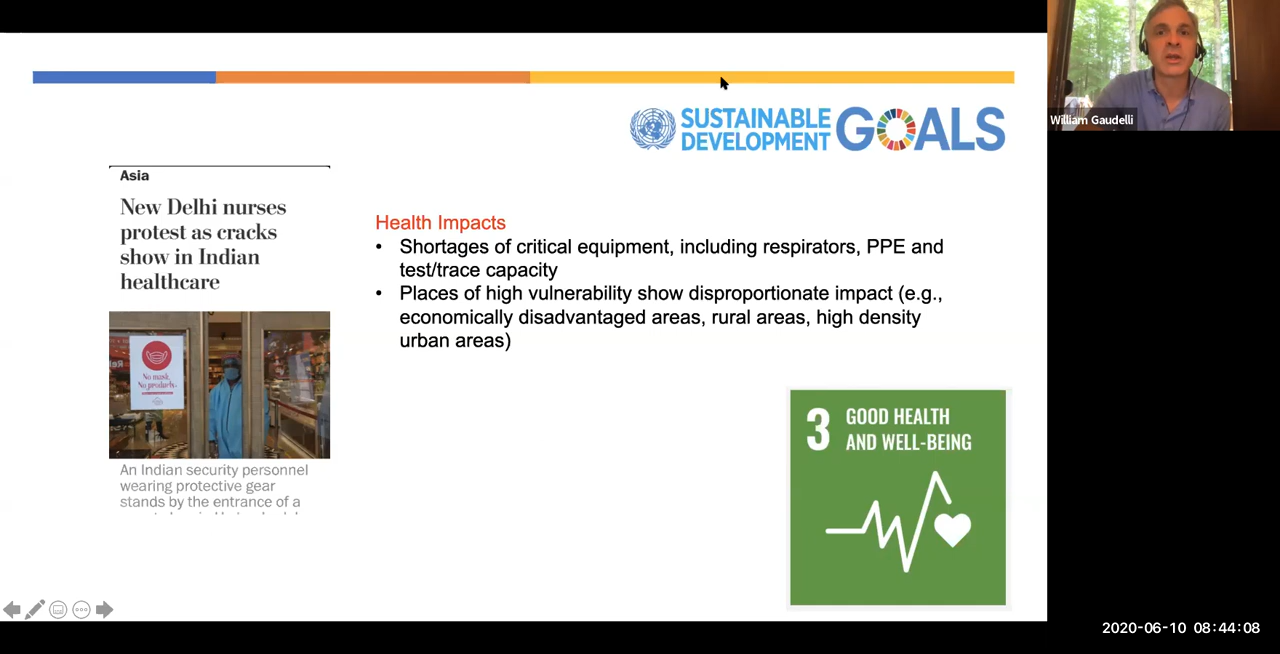 William Gaudelli
SUSTAINABLE
DEVELOPMENT
GOALS
Asia
New Delhi nurses
protest as cracks
show in Indian
healthcare
No mask,
No products.
An Indian security personnel
wearing protective gear
stands by the entrance of a
Health Impacts
• Shortages of critical equipment, including respirators, PPE and
test/trace capacity
• Places of high vulnerability show disproportionate impact (e.g.,
economically disadvantaged areas, rural areas, high density
urban areas)
3 GOOD HEALTH
AND WELL-BEING
2020-06-10 08:44:08